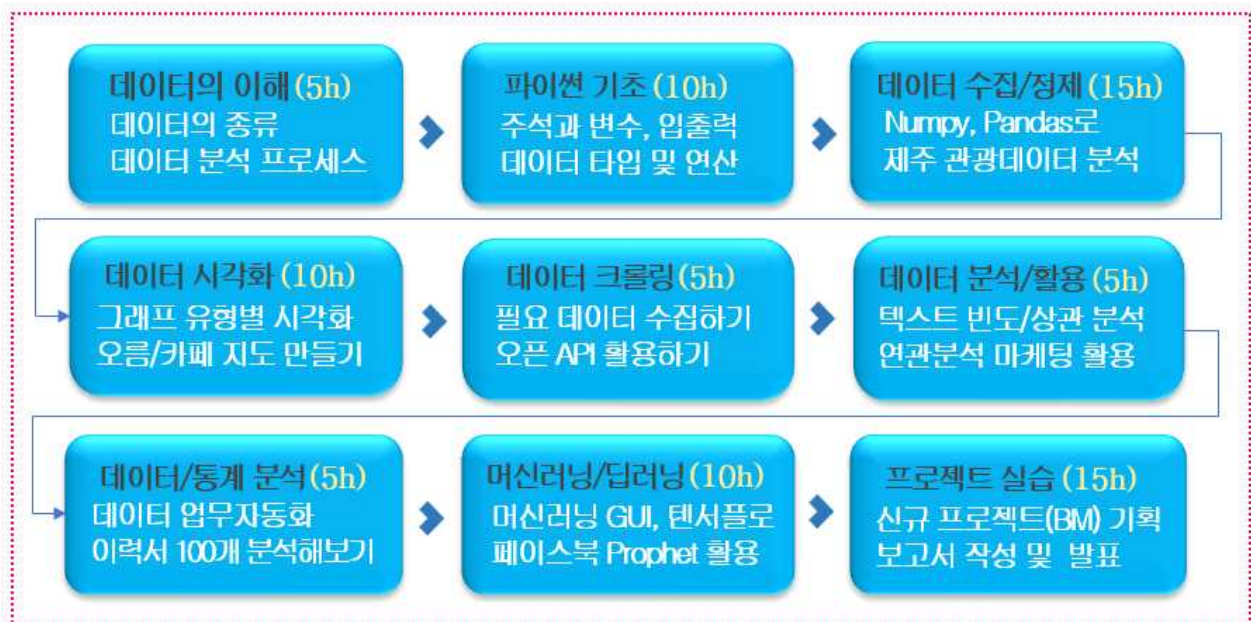 데이터의 이해 (5h)
데이터의 종류
데이터 분석 프로세스
파이썬 기초 (10h)
주석과 변수, 입출력
데이터 타입 및 연산
데이터 수집/정제 (15h)
Numpy, Pandas로
제주 관광데이터 분석
데이터 시각화 (10h)
그래프 유형별 시각화
오름/카페 지도 만들기
데이터 크롤링 (5h)
필요 데이터 수집하기
오픈 API 활용하기
데이터 분석/활용 (5h)
텍스트 빈도/상관 분석
연관분석 마케팅 활용
데이터/통계 분석 (5h)
데이터 업무자동화
이력서 100개 분석해보기
머신러닝/딥러닝 (10h)
머신러닝 GUI, 텐서플로
페이스북 Prophet 활용
프로젝트 실습 (15h)
신규 프로젝트(BM) 기획
보고서 작성 및 발표